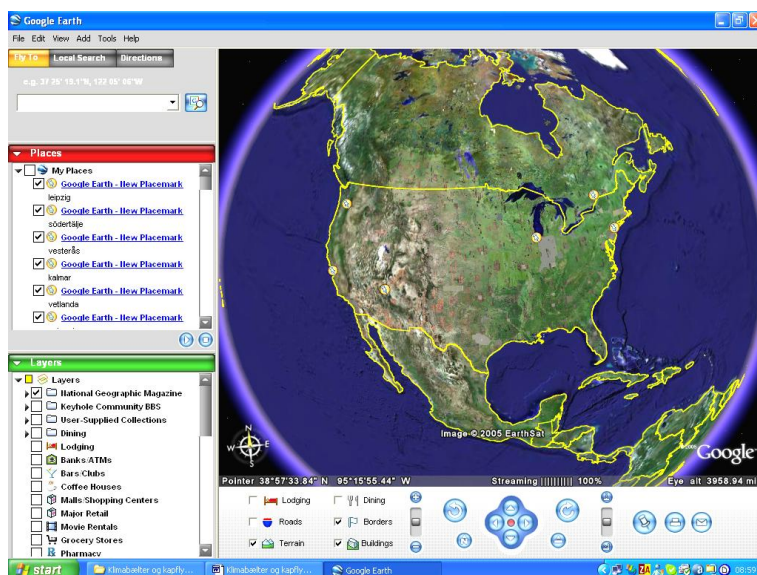 Google Earth
File Edit View Add Tools Help
Fly To Local Search Directions
e.g. 37 25' 19.1"N, 122 05' 06"W
Places
My Places
Google Earth - New Placemark
leipzig
Google Earth - New Placemark
södertälje
Google Earth - New Placemark
vesterås
Google Earth - New Placemark
kalmar
Google Earth - New Placemark
vetlanda
Google Earth - New Placemark
Layers
Layers
National Geographic Magazine
Keyhole Community BBS
User-Supplied Collections
Dining
Lodging
Banks/ATMs
Bars/Clubs
Coffee Houses
Malls/Shopping Centers
Major Retail
Movie Rentals
Grocery Stores
Pharmacy
N
W E
S
Image © 2005 EarthSat
Google
Pointer 38°57'33.84" N 95°15'55.44" W Streaming |||||||||| 100% Eye alt 3958.94 mi
Lodging Dining
Roads Borders
Terrain Buildings
start Klimabælter og kapfly... Klimabælter og kapfly... Google Earth ZA 08:59